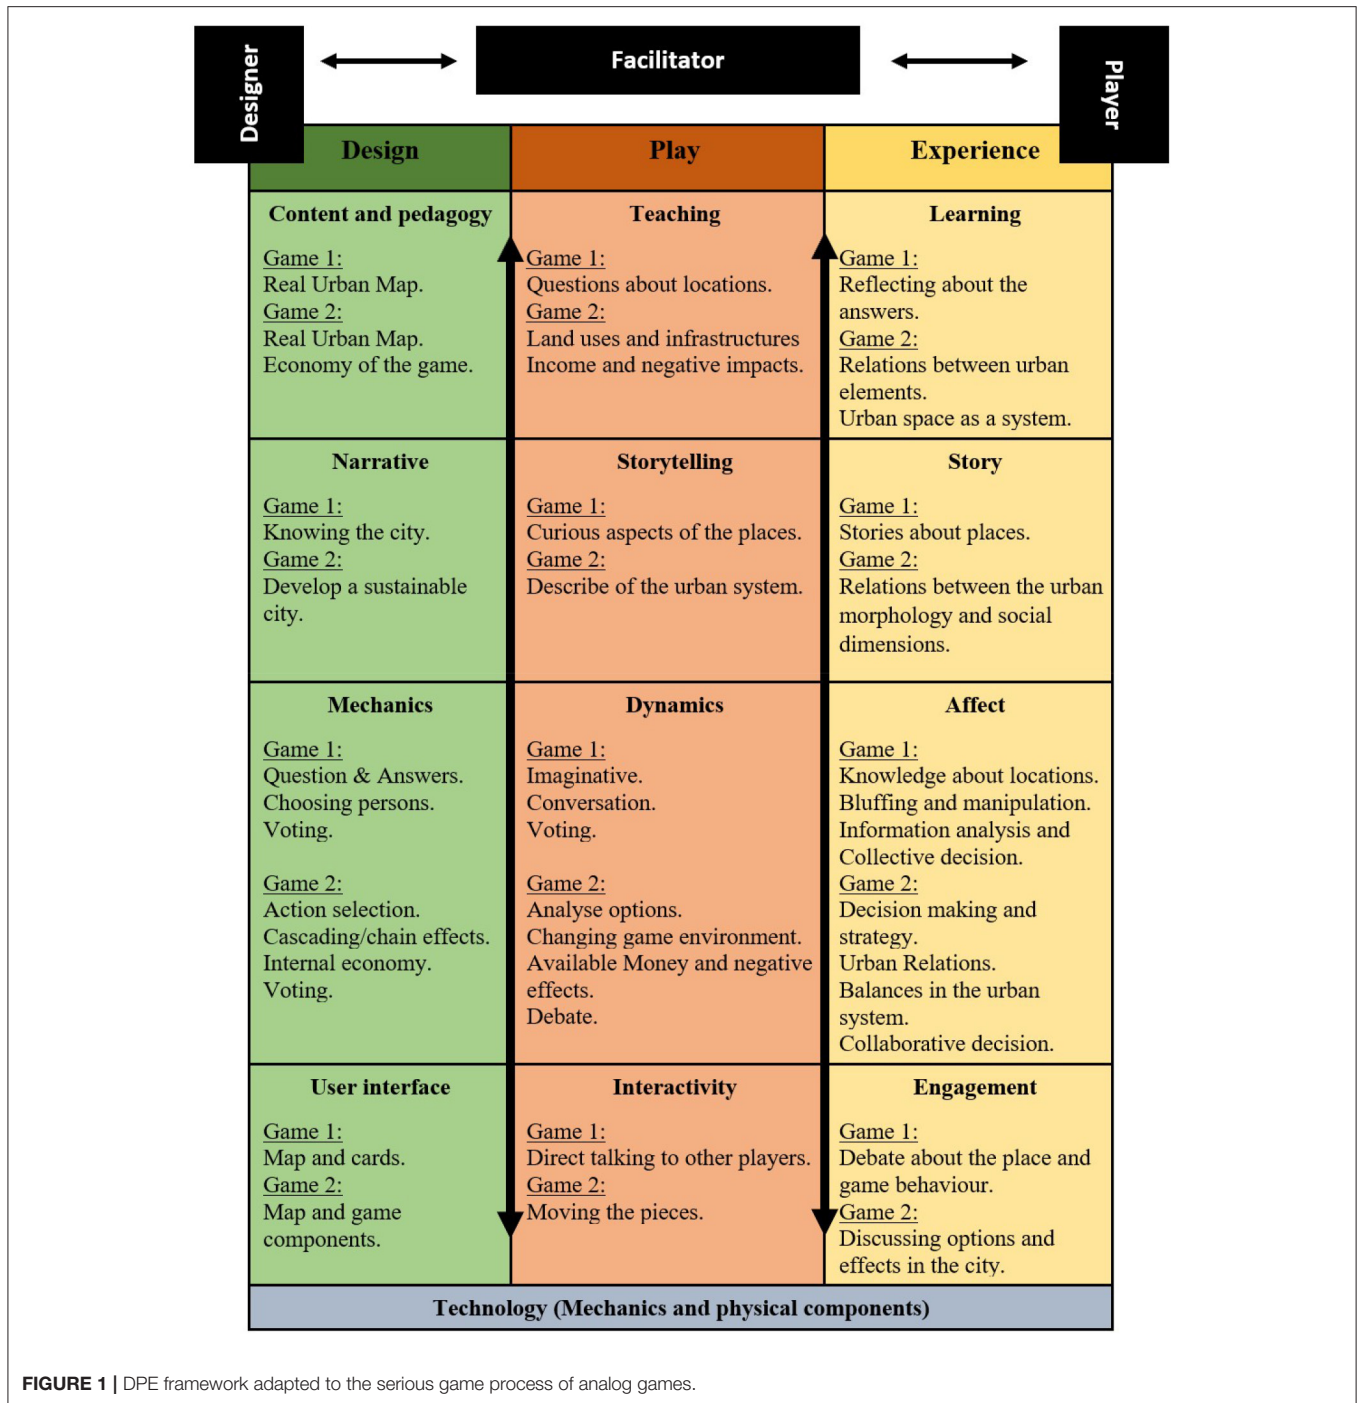 Designer
Facilitator
Player
Design
Play
Experience
Content and pedagogy
Game 1:
Real Urban Map.
Game 2:
Real Urban Map.
Economy of the game.
Teaching
Game 1:
Questions about locations.
Game 2:
Land uses and infrastructures
Income and negative impacts.
Learning
Game 1:
Reflecting about the
answers.
Game 2:
Relations between urban
elements.
Urban space as a system.
Narrative
Game 1:
Knowing the city.
Game 2:
Develop a sustainable
city.
Storytelling
Game 1:
Curious aspects of the places.
Game 2:
Describe of the urban system.
Story
Game 1:
Stories about places.
Game 2:
Relations between the urban
morphology and social
dimensions.
Mechanics
Game 1:
Question & Answers.
Choosing persons.
Voting.
Game 2:
Action selection.
Cascading/chain effects.
Internal economy.
Voting.
Dynamics
Game 1:
Imaginative.
Conversation.
Voting.
Game 2:
Analyse options.
Changing game environment.
Available Money and negative
effects.
Debate.
Affect
Game 1:
Knowledge about locations.
Bluffing and manipulation.
Information analysis and
Collective decision.
Game 2:
Decision making and
strategy.
Urban Relations.
Balances in the urban
system.
Collaborative decision.
User interface
Game 1:
Map and cards.
Game 2:
Map and game
components.
Interactivity
Game 1:
Direct talking to other players.
Game 2:
Moving the pieces.
Engagement
Game 1:
Debate about the place and
game behaviour.
Game 2:
Discussing options and
effects in the city.
Technology (Mechanics and physical components)
FIGURE 1 | DPE framework adapted to the serious game process of analog games.